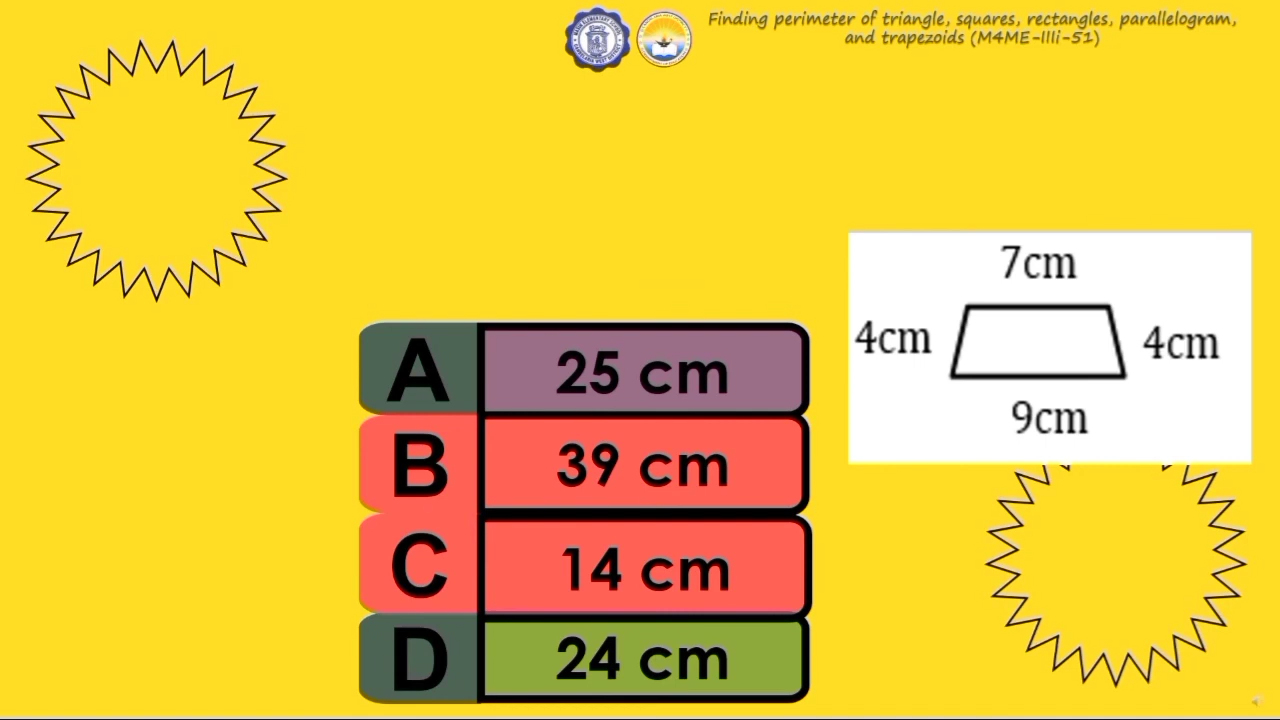 Finding perimeter of triangle, squares, rectangles, parallelogram,
and trapezoids (M4ME-IIIi-51)
7cm
4cm
4cm
9cm
A 25 cm
B 39 cm
C 14 cm
D 24 cm